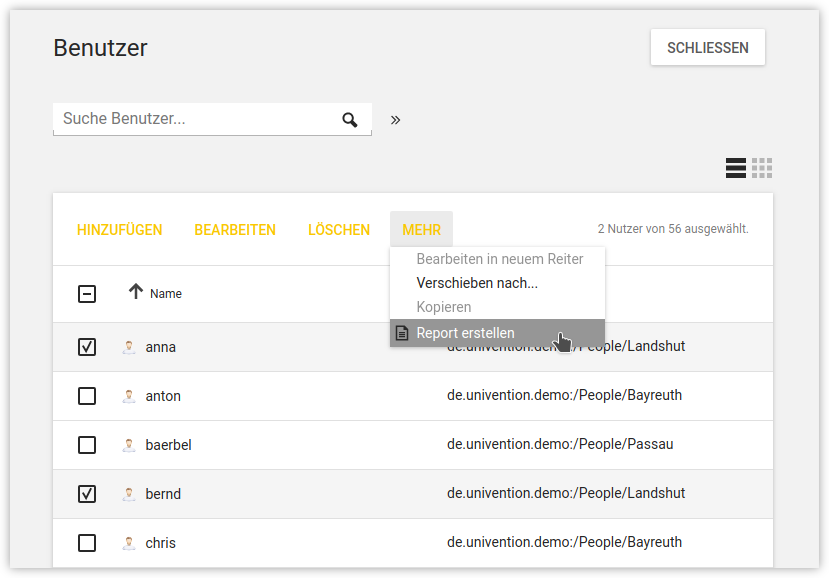 Benutzer
SCHLIESSEN
Suche Benutzer...
»
HINZUFÜGEN BEARBEITEN LÖSCHEN MEHR 2 Nutzer von 56 ausgewählt.
Bearbeiten in neuem Reiter
Verschieben nach...
Kopieren
Report erstellen
Name
anna de.univention.demo:/People/Landshut
anton de.univention.demo:/People/Bayreuth
baerbel de.univention.demo:/People/Passau
bernd de.univention.demo:/People/Landshut
chris de.univention.demo:/People/Bayreuth